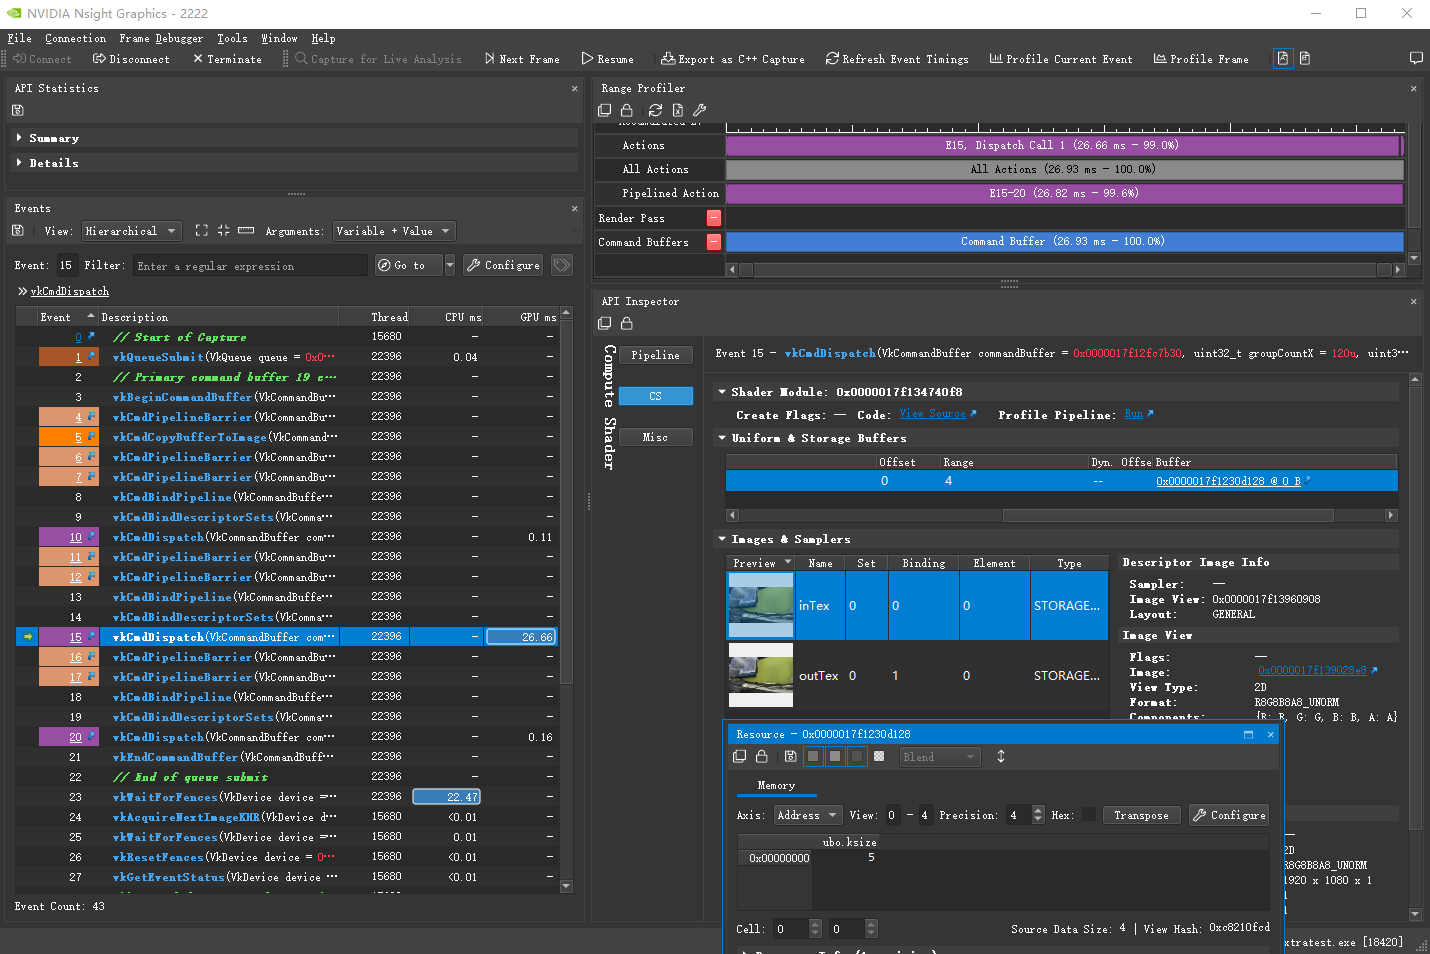 NVIDIA Nsight Graphics - 2222
File Connection Frame Debugger Tools Window Help
Connect Disconnect Terminate Capture for Live Analysis Next Frame Resume Export as C++ Capture Refresh Event Timings Profile Current Event Profile Frame
API Statistics
Summary
Details
Events
View: Hierarchical Arguments: Variable + Value
Event: 15 Filter: Enter a regular expression Go to Configure
vkCmdDispatch
Event Description Thread CPU ms GPU ms
0 // Start of Capture 15680 – –
1 vkQueueSubmit(VkQueue queue = 0x0··· 22396 0.04 –
2 // Primary command buffer 19 c··· 22396 – –
3 vkBeginCommandBuffer(VkCommandBu··· 22396 – –
4 vkCmdPipelineBarrier(VkCommandBu··· 22396 – –
5 vkCmdCopyBufferToImage(VkCommand··· 22396 – –
6 vkCmdPipelineBarrier(VkCommandBu··· 22396 – –
7 vkCmdPipelineBarrier(VkCommandBu··· 22396 – –
8 vkCmdBindPipeline(VkCommandBuffe··· 22396 – –
9 vkCmdBindDescriptorSets(VkComma··· 22396 – –
10 vkCmdDispatch(VkCommandBuffer com··· 22396 – 0.11
11 vkCmdPipelineBarrier(VkCommandBu··· 22396 – –
12 vkCmdPipelineBarrier(VkCommandBu··· 22396 – –
13 vkCmdBindPipeline(VkCommandBuffe··· 22396 – –
14 vkCmdBindDescriptorSets(VkComma··· 22396 – –
15 vkCmdDispatch(VkCommandBuffer com··· 22396 – 26.66
16 vkCmdPipelineBarrier(VkCommandBu··· 22396 – –
17 vkCmdPipelineBarrier(VkCommandBu··· 22396 – –
18 vkCmdBindPipeline(VkCommandBuffe··· 22396 – –
19 vkCmdBindDescriptorSets(VkComma··· 22396 – –
20 vkCmdDispatch(VkCommandBuffer com··· 22396 – 0.16
21 vkEndCommandBuffer(VkCommandBuff··· 22396 – –
22 // End of queue submit 22396 – –
23 vkWaitForFences(VkDevice device =··· 22396 22.47 –
24 vkAcquireNextImageKHR(VkDevice d··· 15680 <0.01 –
25 vkWaitForFences(VkDevice device =··· 15680 0.01 –
26 vkResetFences(VkDevice device = 0··· 15680 <0.01 –
27 vkGetEventStatus(VkDevice device ··· 15680 <0.01 –
Event Count: 43
Range Profiler
Actions E15, Dispatch Call 1 (26.66 ms – 99.0%)
All Actions All Actions (26.93 ms – 100.0%)
Pipelined Action E15-20 (26.82 ms – 99.6%)
Render Pass
Command Buffers Command Buffer (26.93 ms – 100.0%)
API Inspector
Compute Shader
Pipeline
CS
Misc
Event 15 – vkCmdDispatch(VkCommandBuffer commandBuffer = 0x0000017f12fc7b30, uint32_t groupCountX = 120u, uint3···
Shader Module: 0x0000017f134740f8
Create Flags: — Code: View Source Profile Pipeline: Run
Uniform & Storage Buffers
Offset Range Dyn. Offse Buffer
0 4 -- 0x0000017f1230d128 @ 0 B
Images & Samplers
Preview Name Set Binding Element Type
inTex 0 0 0 STORAGE...
outTex 0 1 0 STORAGE...
Descriptor Image Info
Sampler: —
Image View: 0x0000017f13960908
Layout: GENERAL
Image View
Flags: —
Image: 0x0000017f139028e8
View Type: 2D
Format: R8G8B8A8_UNORM
Components: {R: R, G: G, B: B, A: A}
Resource – 0x0000017f1230d128
Blend
Memory
Axis: Address View: 0 – 4 Precision: 4 Hex: Transpose Configure
ubo.ksize
0x00000000 5
Cell: 0 0 Source Data Size: 4 | View Hash: 0xc8210fcd
2D
R8G8B8A8_UNORM
1920 x 1080 x 1
xtratest.exe [18420]